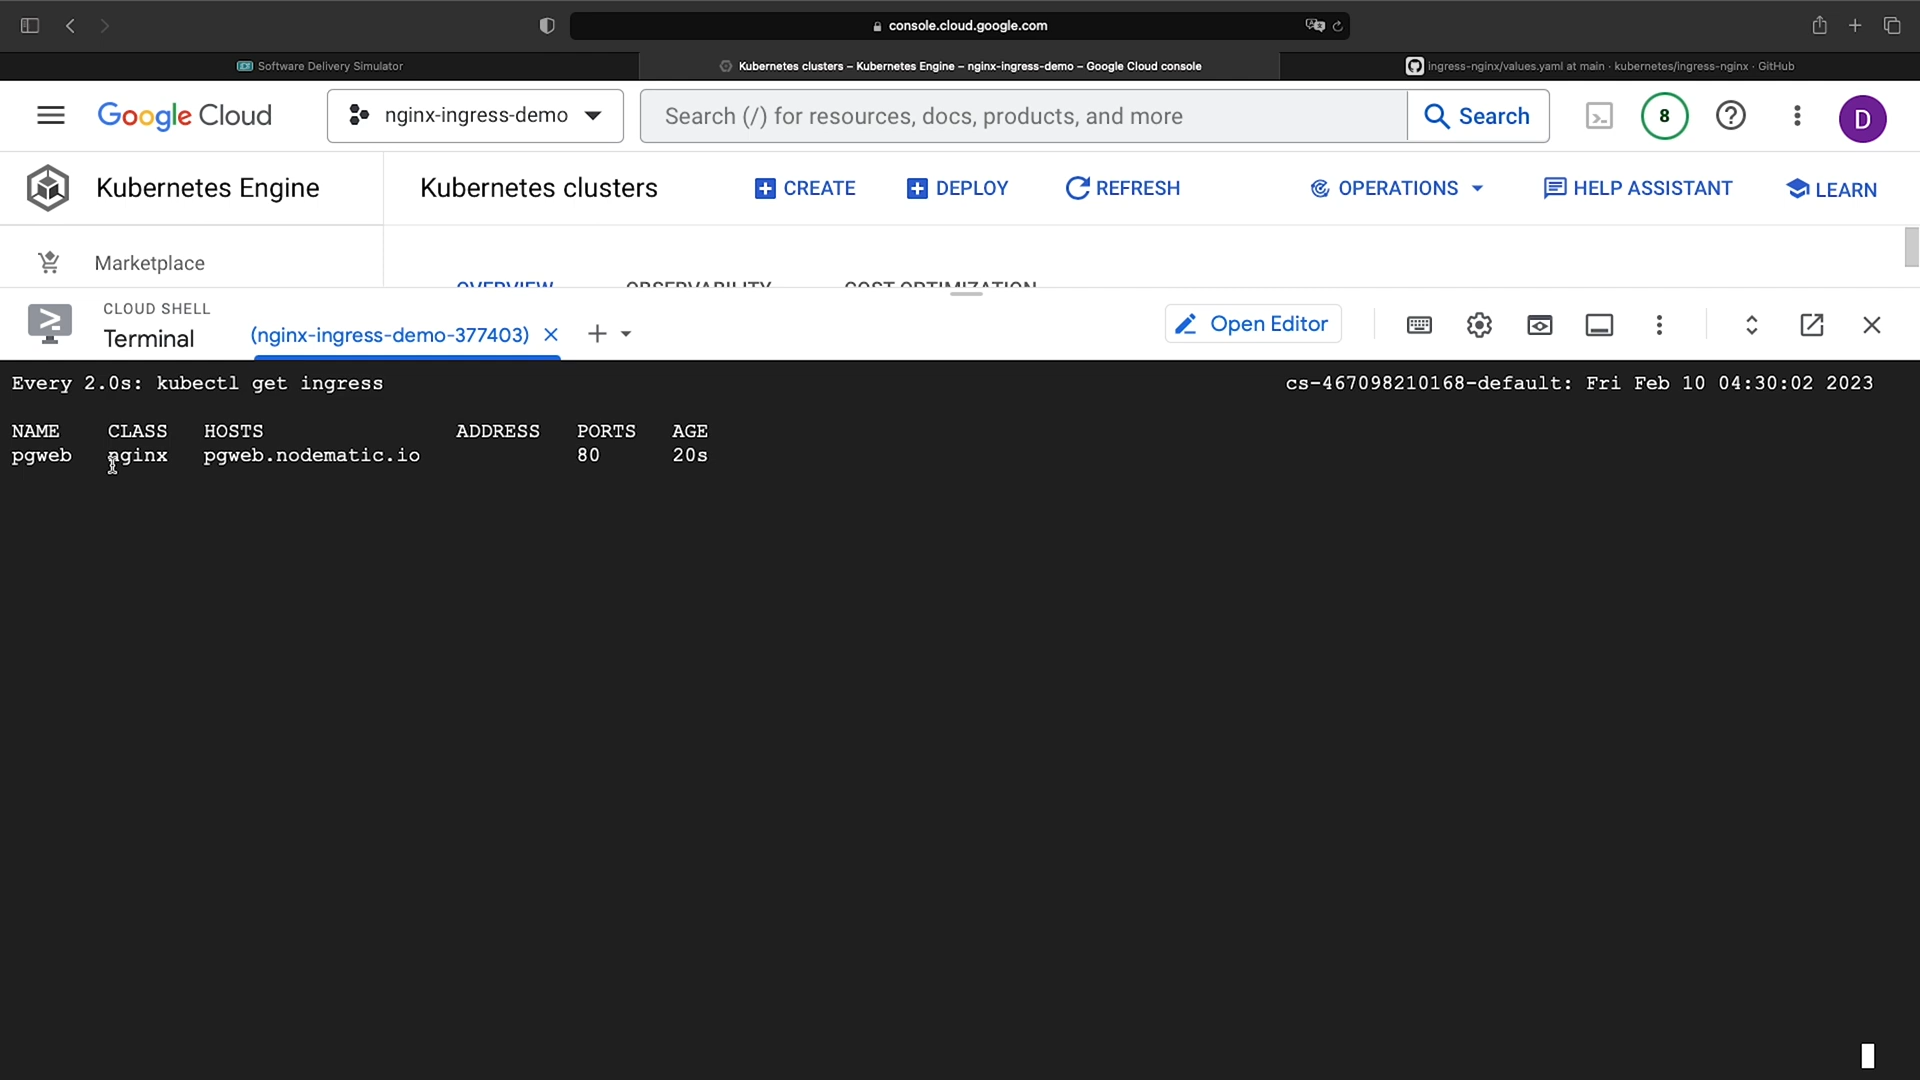 console.cloud.google.com
Software Delivery Simulator
Kubernetes clusters – Kubernetes Engine – nginx-ingress-demo – Google Cloud console
ingress-nginx/values.yaml at main · kubernetes/ingress-nginx · GitHub
Google Cloud
nginx-ingress-demo
Search (/) for resources, docs, products, and more
Search
8
D
Kubernetes Engine
Kubernetes clusters
CREATE
DEPLOY
REFRESH
OPERATIONS
HELP ASSISTANT
LEARN
Marketplace
OVERVIEW
OBSERVABILITY
COST OPTIMIZATION
CLOUD SHELL
Terminal
(nginx-ingress-demo-377403)
Open Editor
Every 2.0s: kubectl get ingress
cs-467098210168-default: Fri Feb 10 04:30:02 2023
NAME CLASS HOSTS ADDRESS PORTS AGE
pgweb nginx pgweb.nodematic.io 80 20s